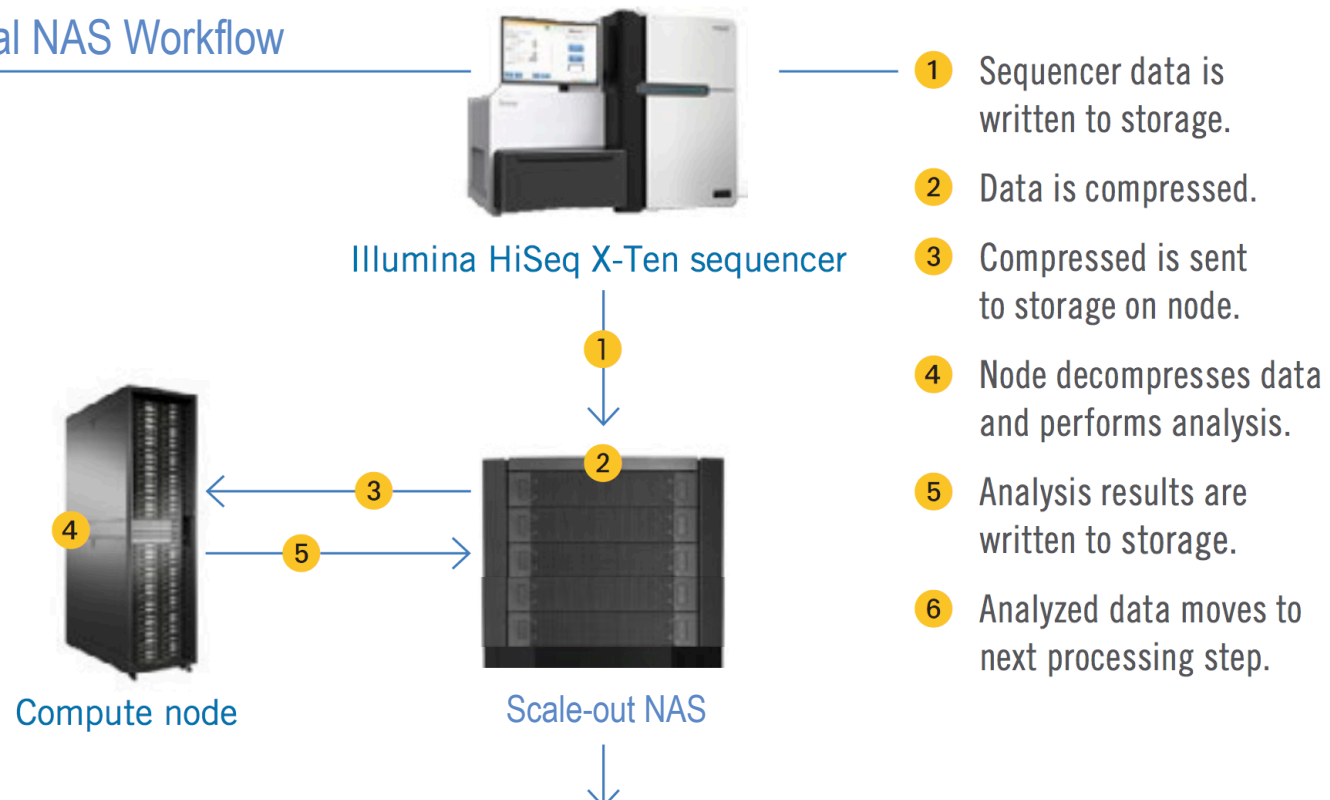 al NAS Workflow
1 Sequencer data is
written to storage.
2 Data is compressed.
3 Compressed is sent
to storage on node.
4 Node decompresses data
and performs analysis.
5 Analysis results are
written to storage.
6 Analyzed data moves to
next processing step.
Illumina HiSeq X-Ten sequencer
1
2
3
4
5
Compute node
Scale-out NAS